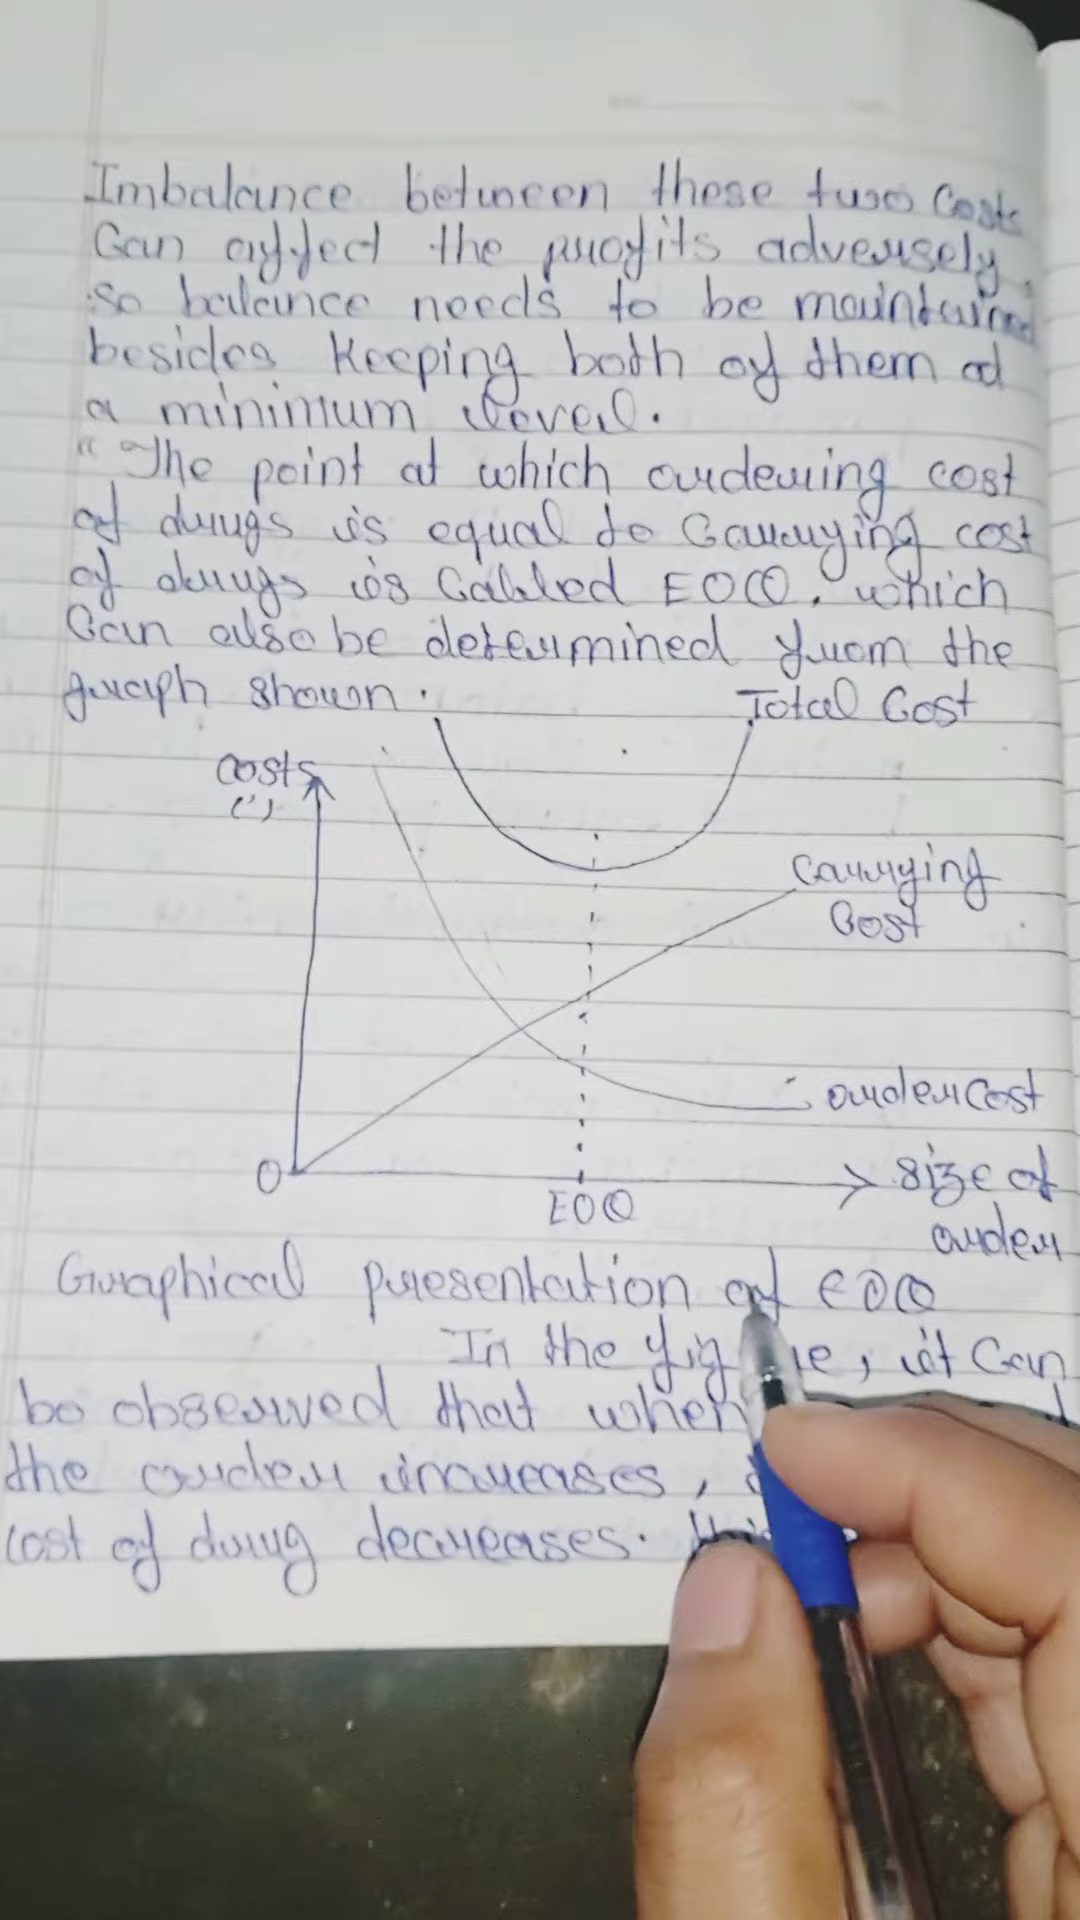 Imbalance between these two Costs
Can affect the profits adversely,
so balance needs to be maintained
besides Keeping both of them at
a minimum level.
"The point at which ordering cost
of drugs is equal to Carrying cost
of drugs is Called EOQ. which
Can also be determined from the
graph shown.
Total Cost
costs
(')
Carrying
Cost
order Cost
O
EOQ
size of
order
Graphical presentation of EOQ
In the fig, it Can
be observed that when
the order increases,
cost of drug decreases.